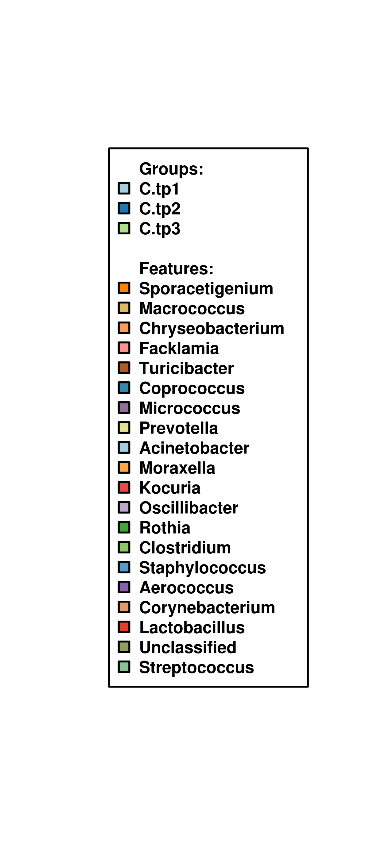 Groups:
C.tp1
C.tp2
C.tp3
Features:
Sporacetigenium
Macrococcus
Chryseobacterium
Facklamia
Turicibacter
Coprococcus
Micrococcus
Prevotella
Acinetobacter
Moraxella
Kocuria
Oscillibacter
Rothia
Clostridium
Staphylococcus
Aerococcus
Corynebacterium
Lactobacillus
Unclassified
Streptococcus